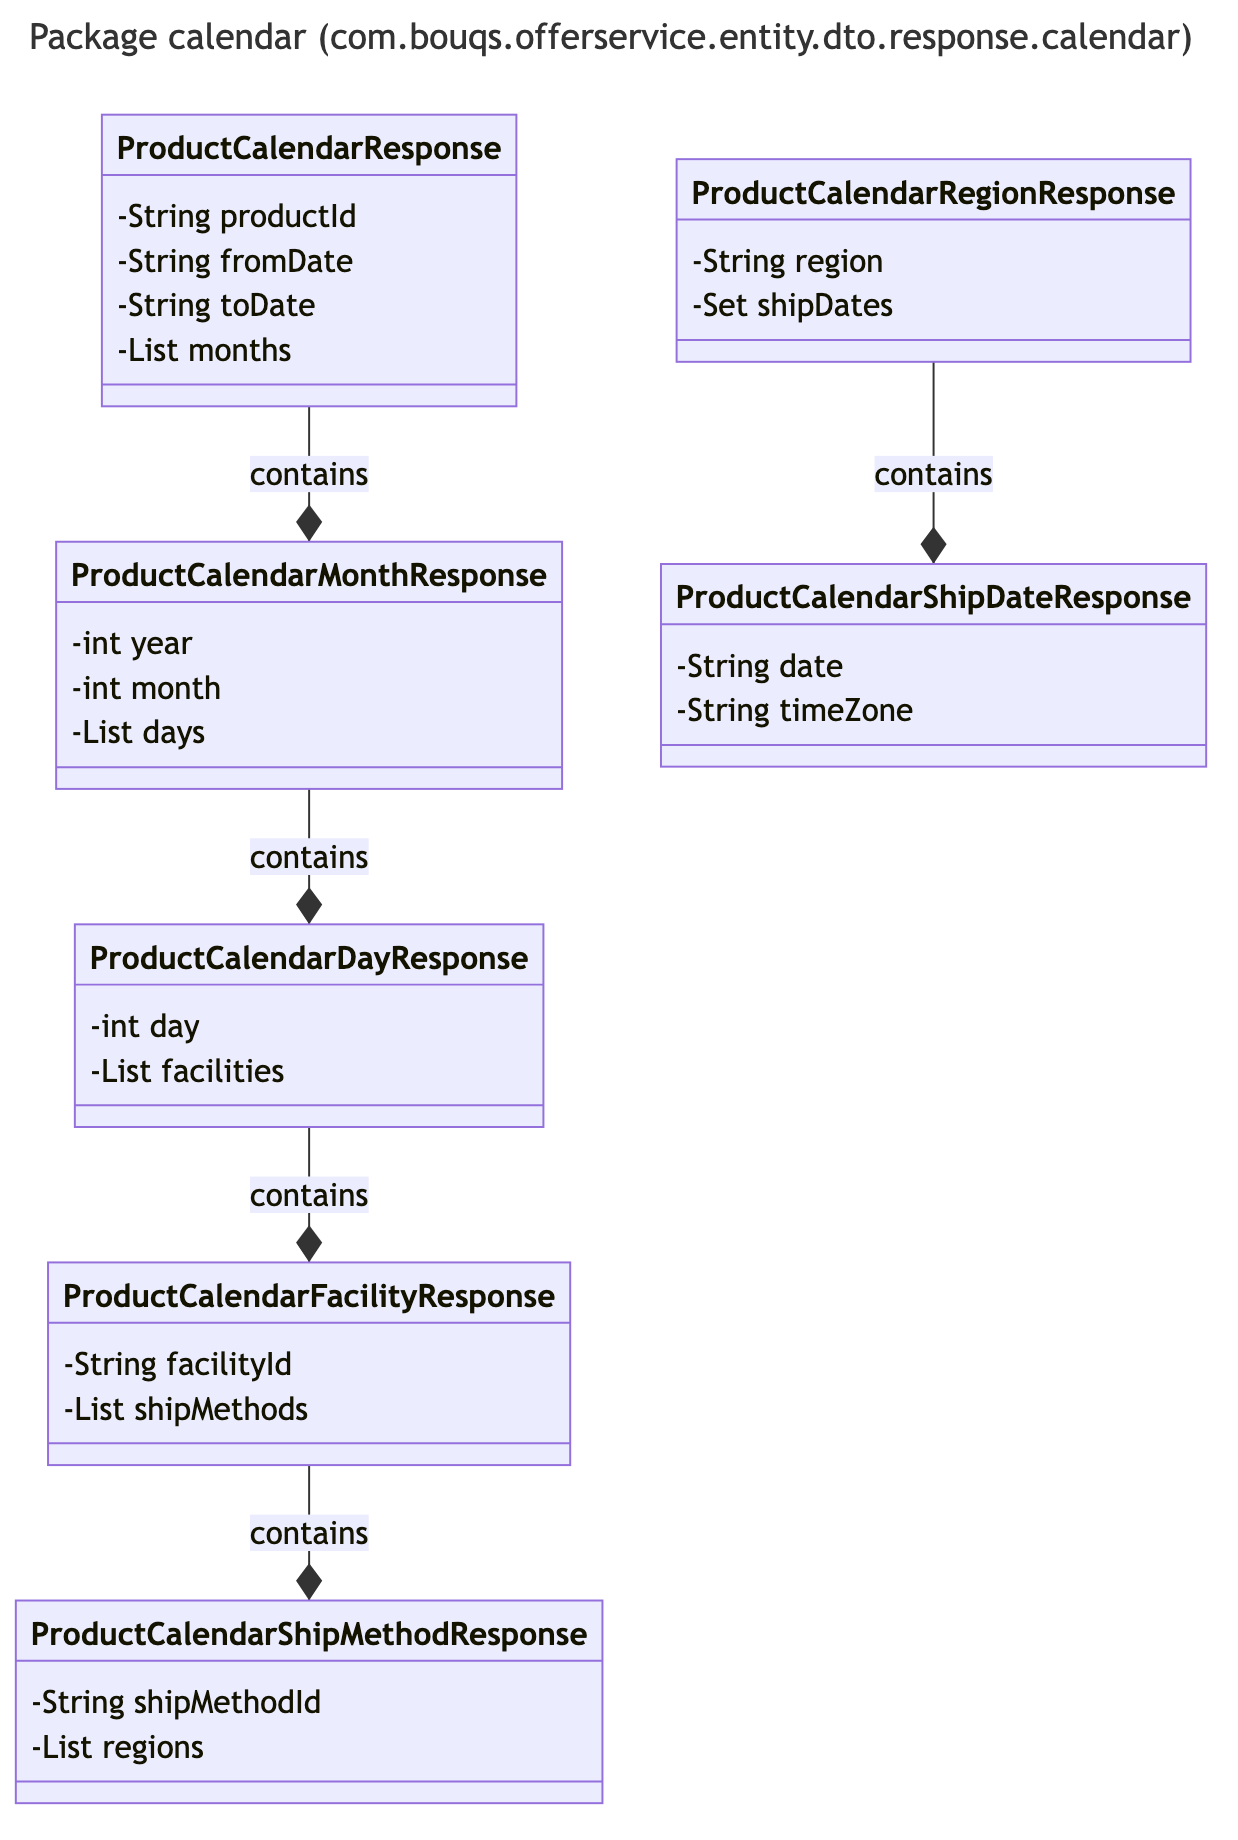 Package calendar (com.bouqs.offerservice.entity.dto.response.calendar)
ProductCalendarResponse
-String productId
-String fromDate
-String toDate
-List months
contains
ProductCalendarMonthResponse
-int year
-int month
-List days
contains
ProductCalendarDayResponse
-int day
-List facilities
contains
ProductCalendarFacilityResponse
-String facilityId
-List shipMethods
contains
ProductCalendarShipMethodResponse
-String shipMethodId
-List regions
ProductCalendarRegionResponse
-String region
-Set shipDates
contains
ProductCalendarShipDateResponse
-String date
-String timeZone